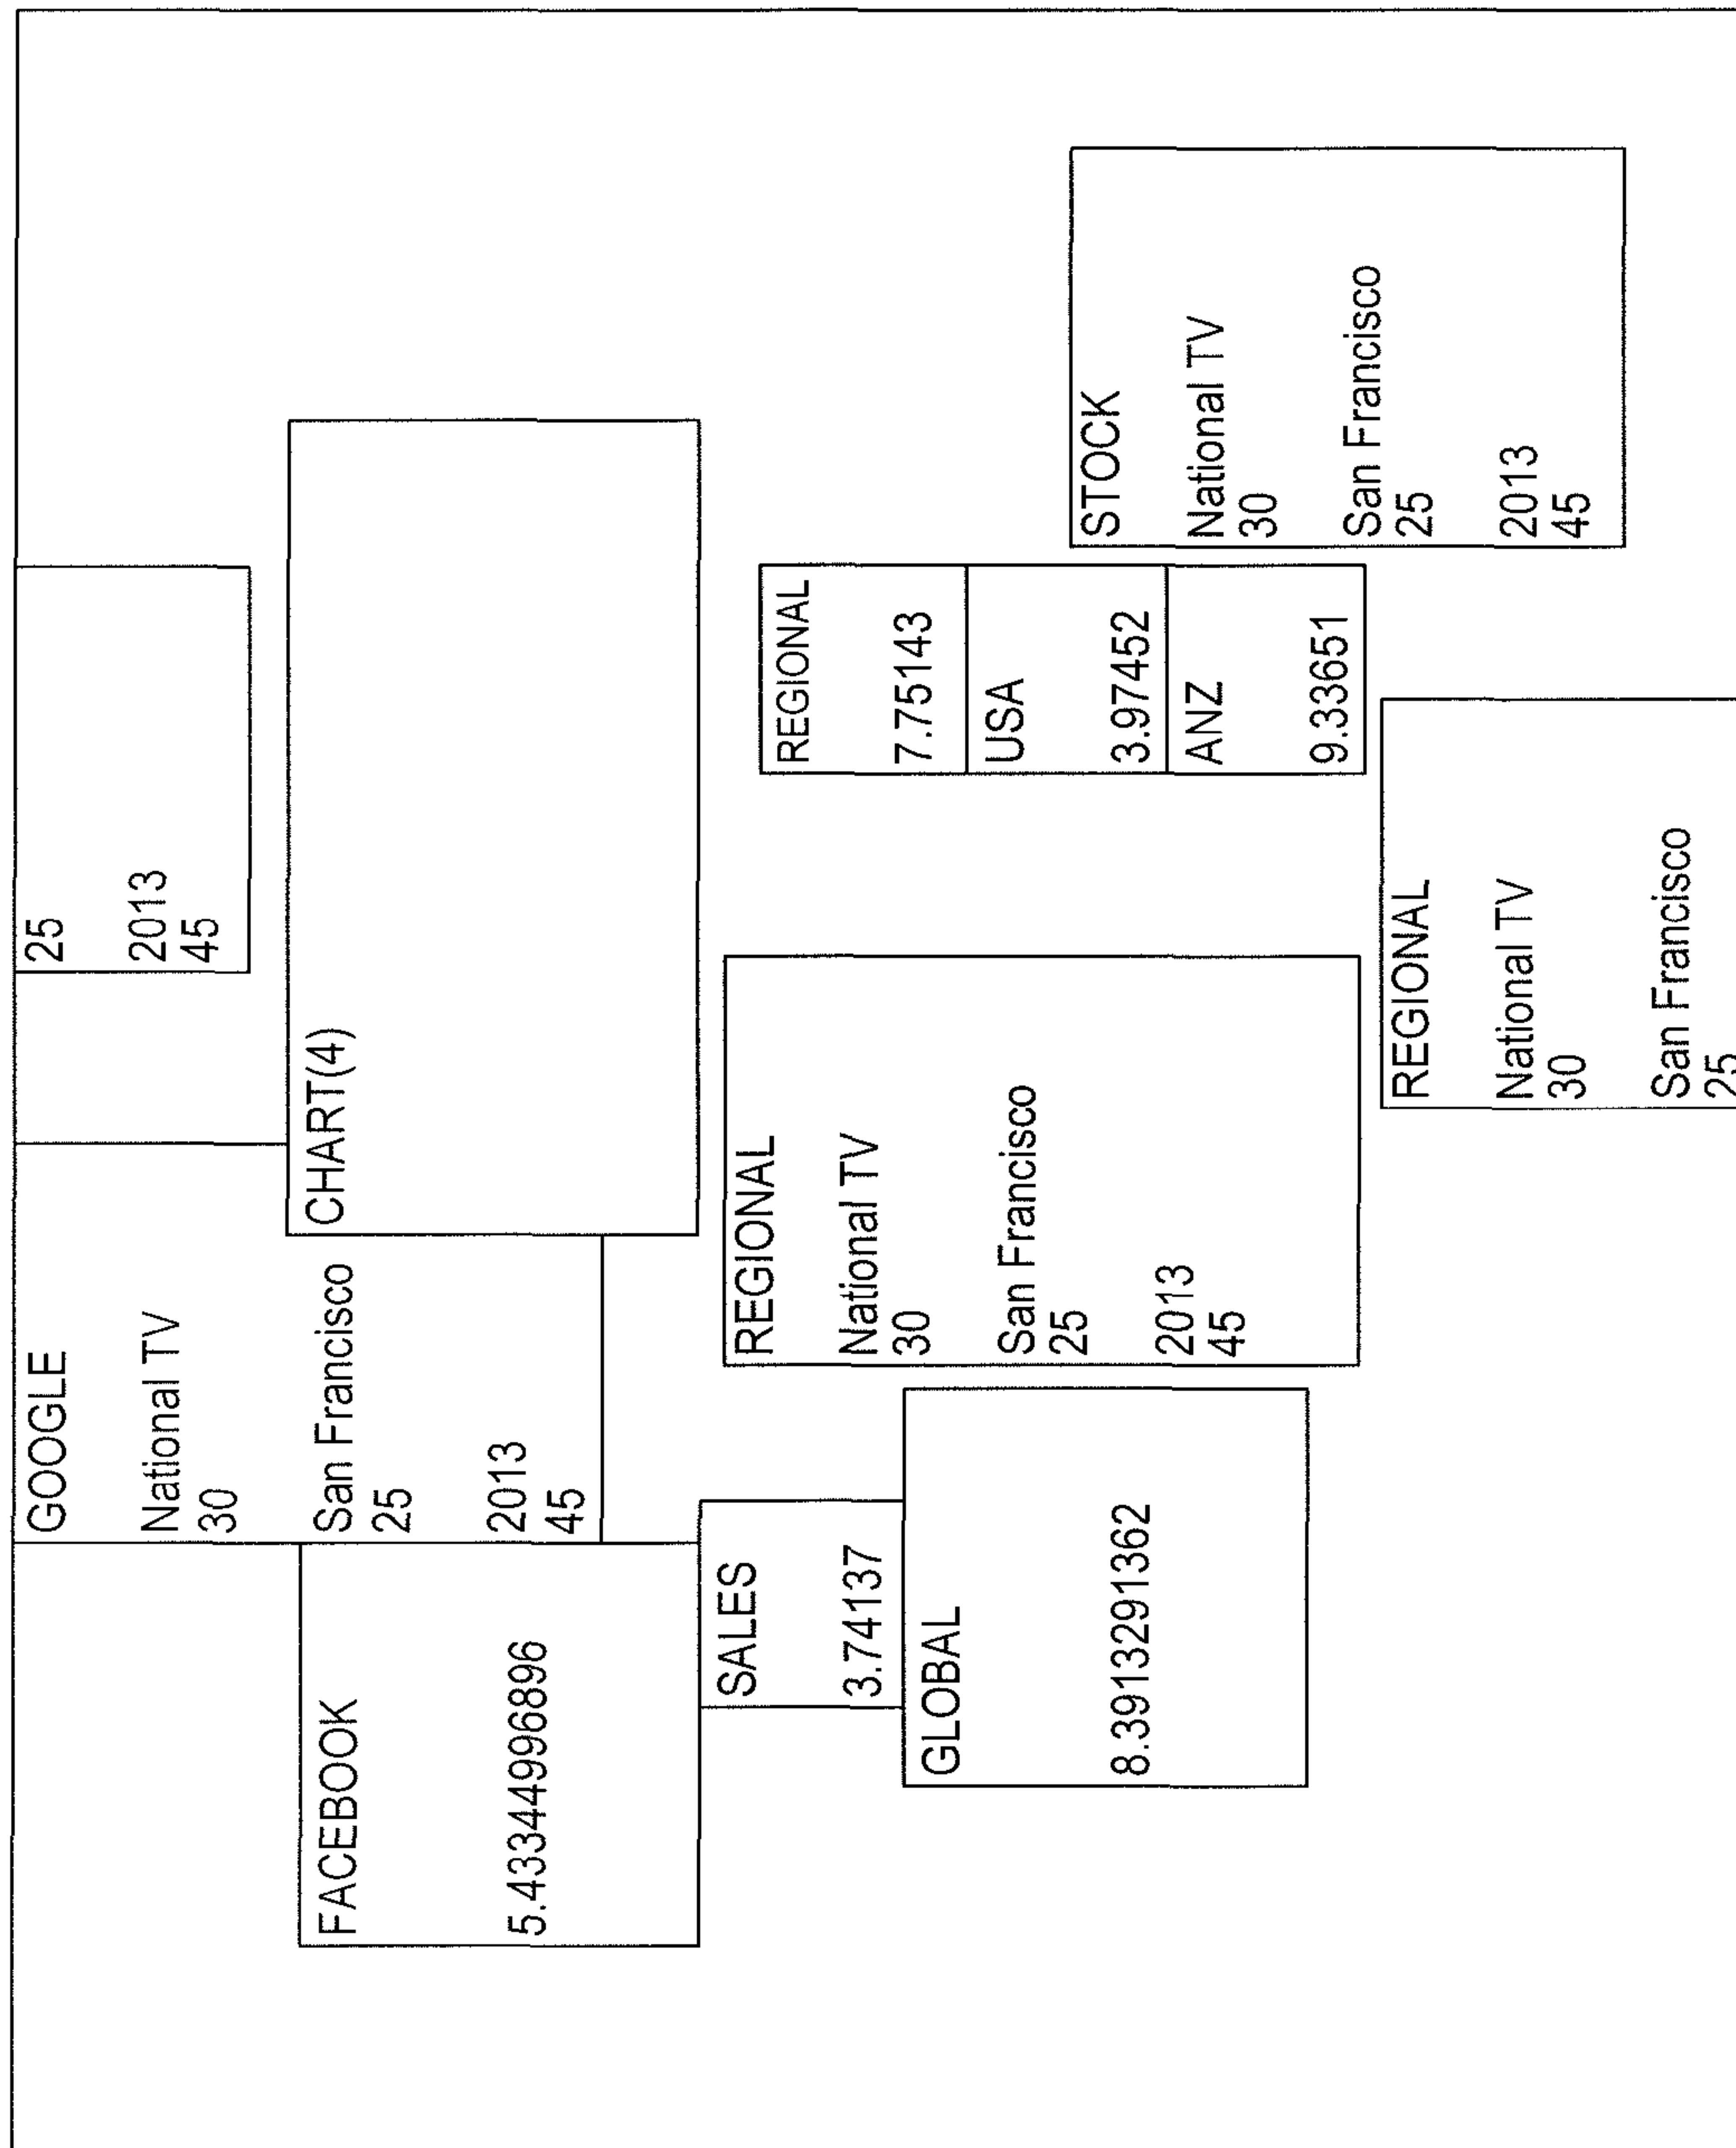 GOOGLE
National TV
30
San Francisco
25
2013
45
25
2013
45
FACEBOOK
5.43344996896
CHART(4)
SALES
3.74137
GLOBAL
8.3913291362
REGIONAL
National TV
30
San Francisco
25
2013
45
REGIONAL
7.75143
USA
3.97452
ANZ
9.33651
STOCK
National TV
30
San Francisco
25
2013
45
REGIONAL
National TV
30
San Francisco
25